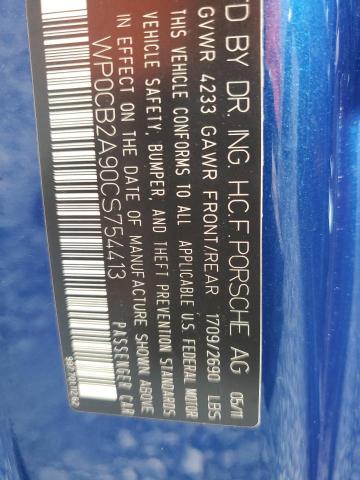 ED BY DR. ING. H.C.F. PORSCHE AG 05/11
GVWR 4233 GAWR FRONT/REAR 1709/2690 LBS
THIS VEHICLE CONFORMS TO ALL APPLICABLE U.S. FEDERAL MOTOR
VEHICLE SAFETY, BUMPER, AND THEFT PREVENTION STANDARDS
IN EFFECT ON THE DATE OF MANUFACTURE SHOWN ABOVE.
WP0CB2A90CS754413 PASSENGER CAR